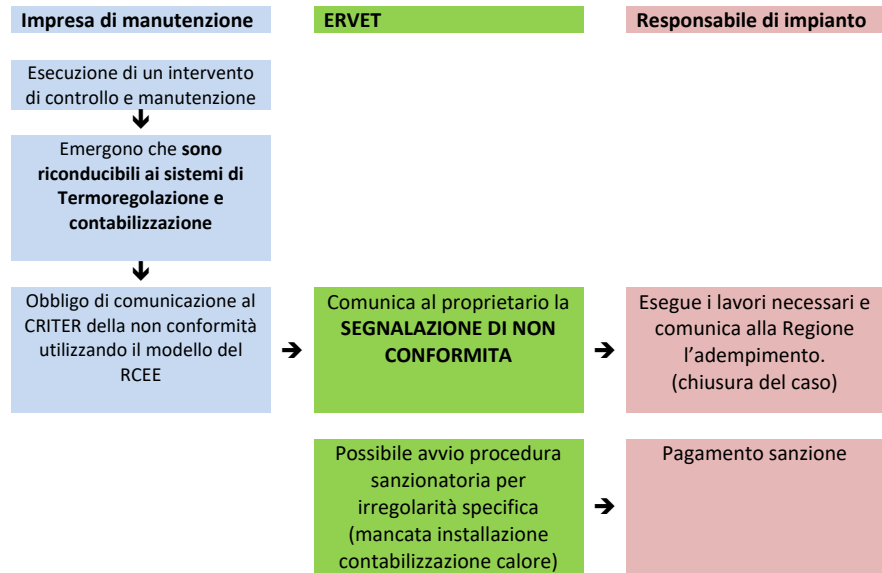 Impresa di manutenzione
ERVET
Responsabile di impianto
Esecuzione di un intervento
di controllo e manutenzione
Emergono che sono
riconducibili ai sistemi di
Termoregolazione e
contabilizzazione
Obbligo di comunicazione al
CRITER della non conformità
utilizzando il modello del
RCEE
Comunica al proprietario la
SEGNALAZIONE DI NON
CONFORMITA
Esegue i lavori necessari e
comunica alla Regione
l’adempimento.
(chiusura del caso)
Possibile avvio procedura
sanzionatoria per
irregolarità specifica
(mancata installazione
contabilizzazione calore)
Pagamento sanzione